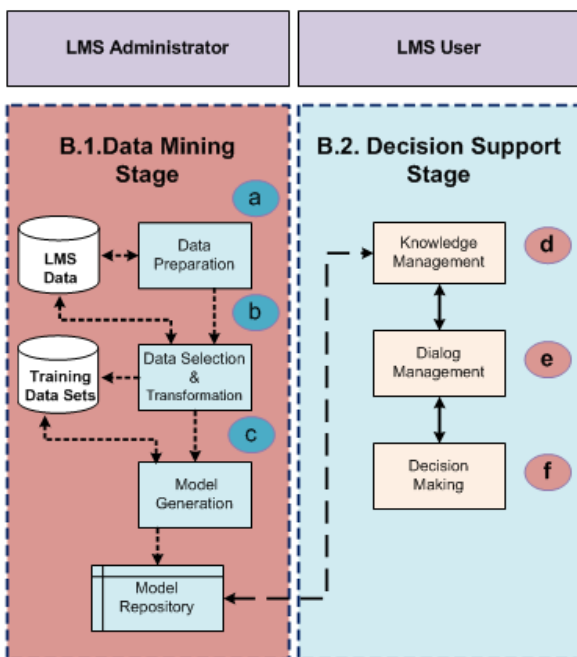 LMS Administrator
LMS User
B.1.Data Mining
Stage
a
LMS
Data
Data
Preparation
b
Training
Data Sets
Data Selection
&
Transformation
c
Model
Generation
Model
Repository
B.2. Decision Support
Stage
Knowledge
Management
d
Dialog
Management
e
Decision
Making
f